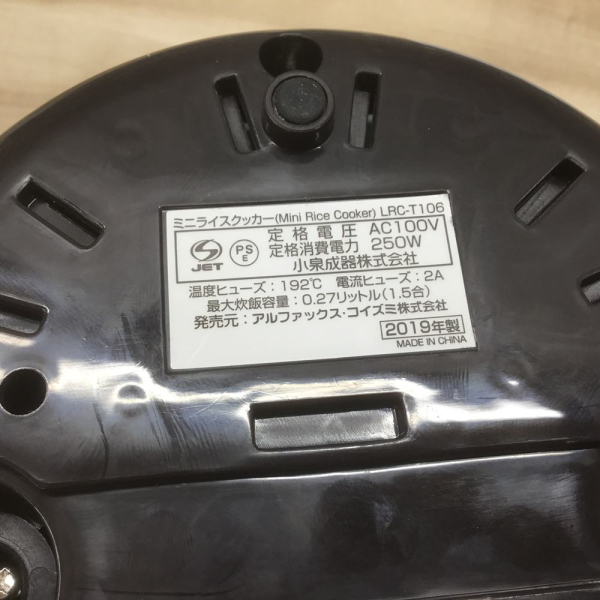 ミニライスクッカー(Mini Rice Cooker) LRC-T106
JET
PS
E
定格電圧 AC100V
定格消費電力 250W
小泉成器株式会社
温度ヒューズ:192℃ 電流ヒューズ:2A
最大炊飯容量:0.27リットル(1.5合)
発売元:アルファックス・コイズミ株式会社
2019年製
MADE IN CHINA